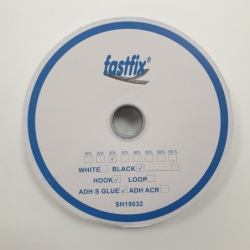 fastfix
WHITE BLACK ✓
HOOK ✓ LOOP
ADH S GLUE ✓ ADH ACR
SH19032